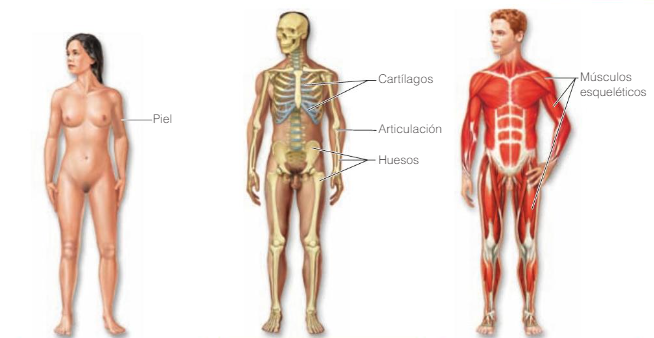 Piel
Cartílagos
Articulación
Huesos
Músculos
esqueléticos